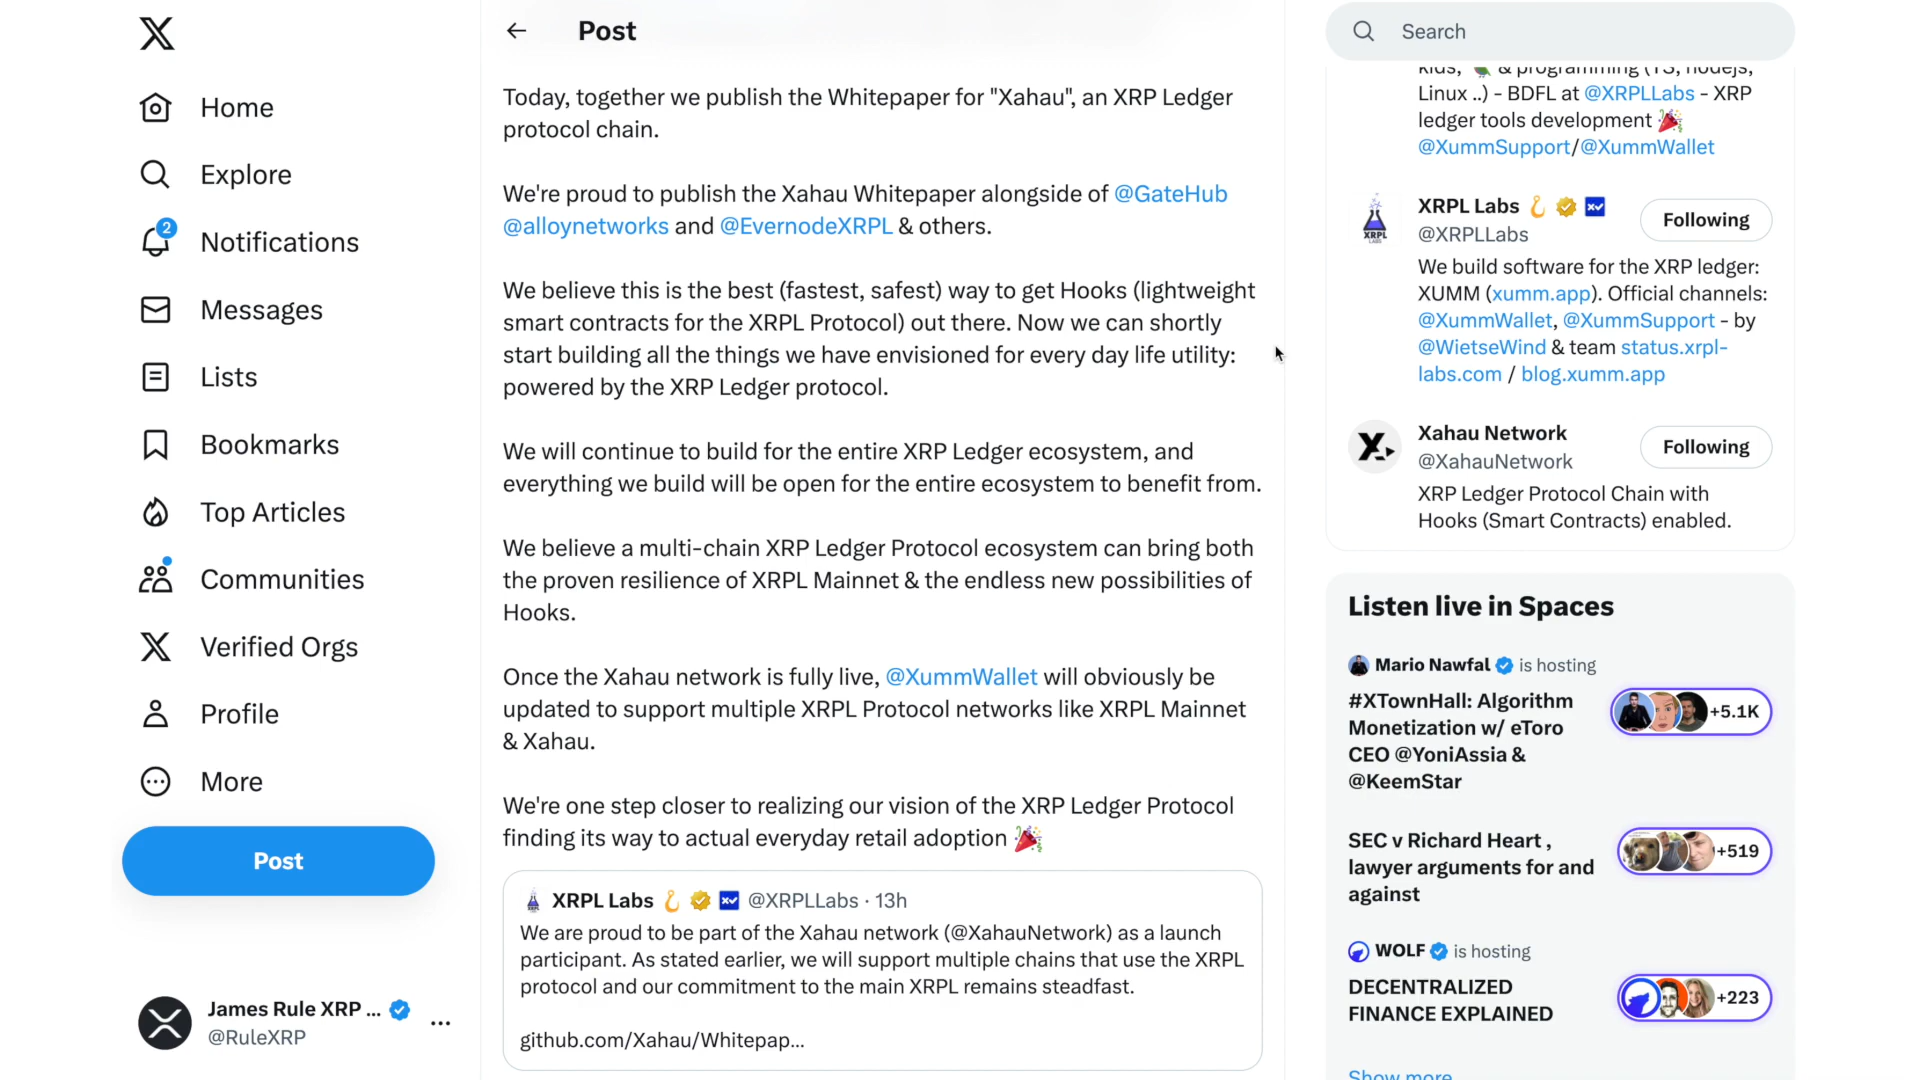 Home
Explore
2
Notifications
Messages
Lists
Bookmarks
Top Articles
Communities
Verified Orgs
Profile
More
Post
James Rule XRP ...
@RuleXRP
Post
Today, together we publish the Whitepaper for "Xahau", an XRP Ledger
protocol chain.
We're proud to publish the Xahau Whitepaper alongside of @GateHub
@alloynetworks and @EvernodeXRPL & others.
We believe this is the best (fastest, safest) way to get Hooks (lightweight
smart contracts for the XRPL Protocol) out there. Now we can shortly
start building all the things we have envisioned for every day life utility:
powered by the XRP Ledger protocol.
We will continue to build for the entire XRP Ledger ecosystem, and
everything we build will be open for the entire ecosystem to benefit from.
We believe a multi-chain XRP Ledger Protocol ecosystem can bring both
the proven resilience of XRPL Mainnet & the endless new possibilities of
Hooks.
Once the Xahau network is fully live, @XummWallet will obviously be
updated to support multiple XRPL Protocol networks like XRPL Mainnet
& Xahau.
We're one step closer to realizing our vision of the XRP Ledger Protocol
finding its way to actual everyday retail adoption 🎉
XRPL Labs @XRPLLabs · 13h
We are proud to be part of the Xahau network (@XahauNetwork) as a launch
participant. As stated earlier, we will support multiple chains that use the XRPL
protocol and our commitment to the main XRPL remains steadfast.
github.com/Xahau/Whitepap...
Search
kids, 🦜 & programming (TS, nodejs,
Linux ..) - BDFL at @XRPLLabs - XRP
ledger tools development 🎉
@XummSupport/@XummWallet
XRPL
LABS
XRPL Labs
Following
@XRPLLabs
We build software for the XRP ledger:
XUMM (xumm.app). Official channels:
@XummWallet, @XummSupport - by
@WietseWind & team status.xrpl-
labs.com / blog.xumm.app
Xahau Network
Following
@XahauNetwork
XRP Ledger Protocol Chain with
Hooks (Smart Contracts) enabled.
Listen live in Spaces
Mario Nawfal is hosting
#XTownHall: Algorithm
Monetization w/ eToro
CEO @YoniAssia &
@KeemStar
+5.1K
SEC v Richard Heart ,
lawyer arguments for and
against
+519
WOLF is hosting
DECENTRALIZED
FINANCE EXPLAINED
+223
Show more